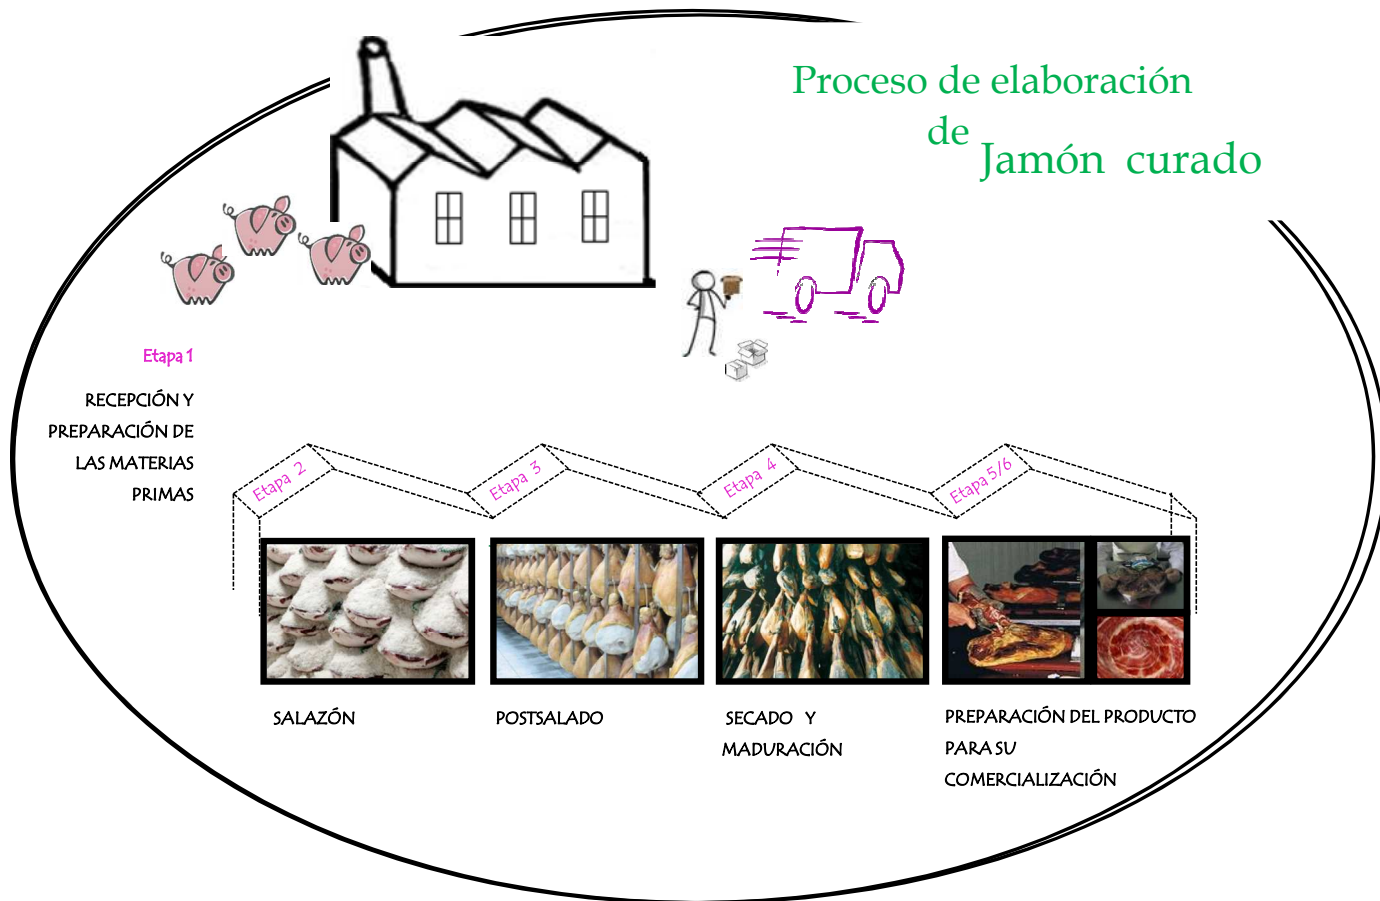 Proceso de elaboración
de
Jamón curado
Etapa 1
RECEPCIÓN Y
PREPARACIÓN DE
LAS MATERIAS
PRIMAS
Etapa 2
Etapa 3
Etapa 4
Etapa 5/6
SALAZÓN
POSTSALADO
SECADO Y
MADURACIÓN
PREPARACIÓN DEL PRODUCTO
PARA SU
COMERCIALIZACIÓN